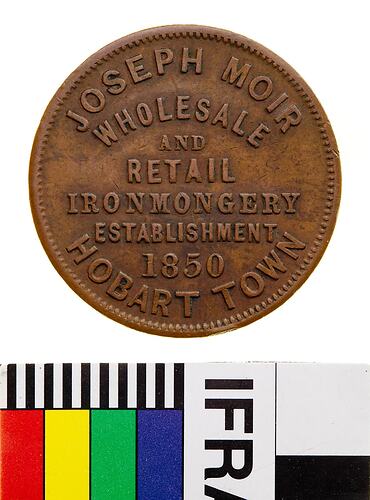 JOSEPH MOIR
WHOLESALE
AND
RETAIL
IRONMONGERY
ESTABLISHMENT
1850
HOBART TOWN
IFRA